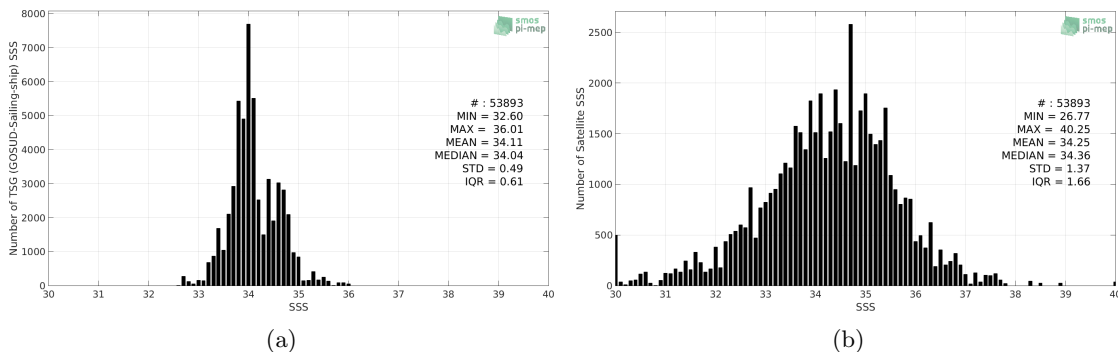 smos
pi-mep
8000
7000
6000
5000
4000
3000
2000
1000
0
Number of TSG (GOSUD-Sailing-ship) SSS
# : 53893
MIN = 32.60
MAX = 36.01
MEAN = 34.11
MEDIAN = 34.04
STD = 0.49
IQR = 0.61
30 31 32 33 34 35 36 37 38 39 40
SSS
(a)
smos
pi-mep
2500
2000
1500
1000
500
0
Number of Satellite SSS
# : 53893
MIN = 26.77
MAX = 40.25
MEAN = 34.25
MEDIAN = 34.36
STD = 1.37
IQR = 1.66
30 31 32 33 34 35 36 37 38 39 40
SSS
(b)